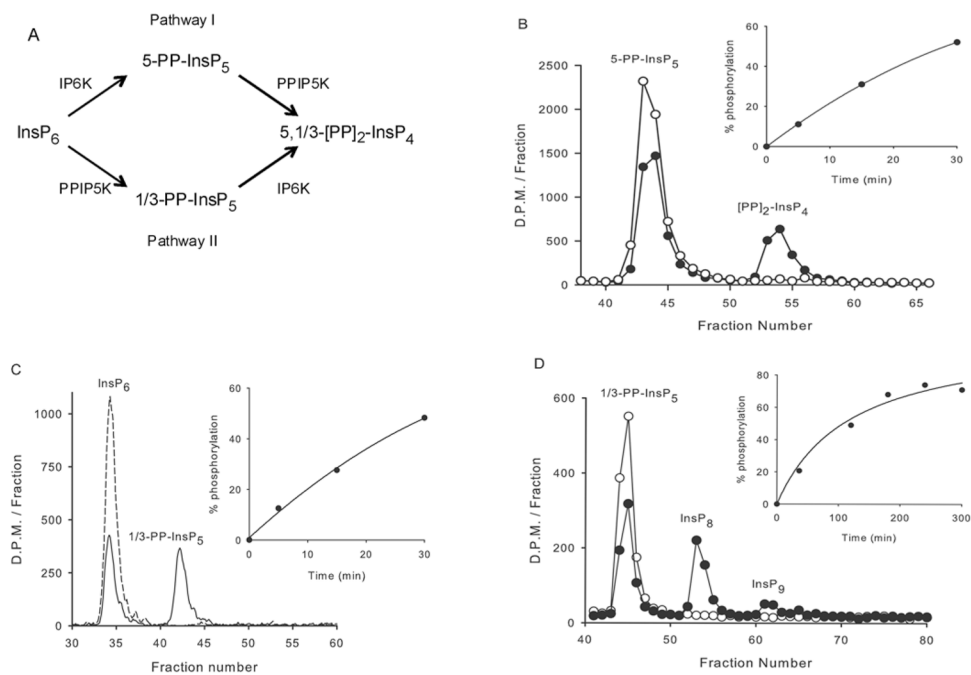 A
Pathway I
5-PP-InsP5
IP6K
PPIP5K
InsP6
5,1/3-[PP]2-InsP4
PPIP5K
IP6K
1/3-PP-InsP5
Pathway II
B
5-PP-InsP5
[PP]2-InsP4
D.P.M. / Fraction
2500
2000
1500
1000
500
0
40 45 50 55 60 65
Fraction Number
% phosphorylation
60
40
20
0
0 10 20 30
Time (min)
C
InsP6
1/3-PP-InsP5
D.P.M. / Fraction
1000
750
500
250
0
30 35 40 45 50 55 60
Fraction number
% phosphorylation
60
40
20
0
0 10 20 30
Time (min)
D
1/3-PP-InsP5
InsP8
InsP9
D.P.M. / Fraction
600
400
200
0
40 50 60 70 80
Fraction Number
% phosphorylation
80
60
40
20
0
0 100 200 300
Time (min)